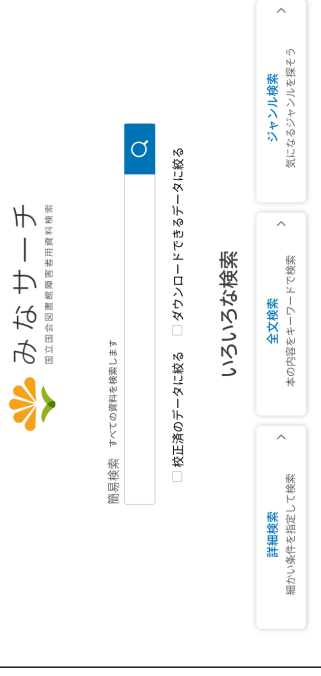 みなサーチ
国立国会図書館障害者用資料検索
簡易検索 すべての資料を検索します
校正済のデータに絞る ダウンロードできるデータに絞る
いろいろな検索
詳細検索
細かい条件を指定して検索
全文検索
本の内容をキーワードで検索
ジャンル検索
気になるジャンルを探そう